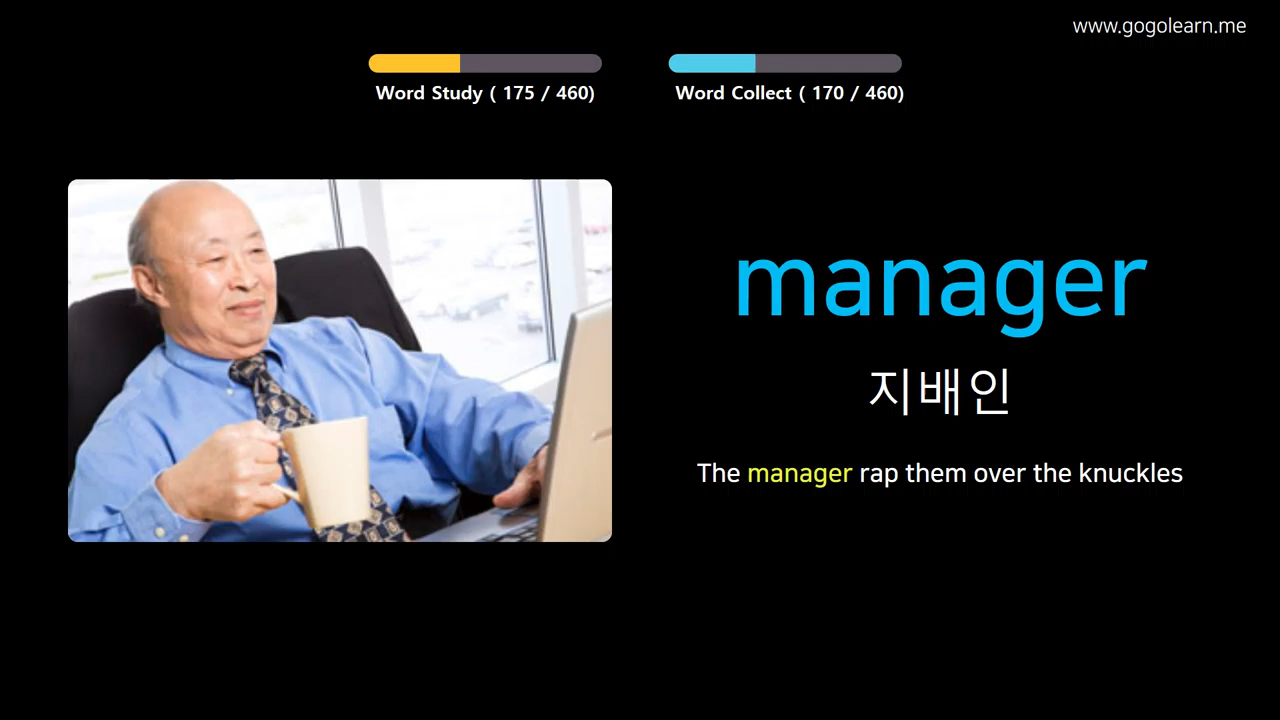 www.gogolearn.me
Word Study ( 175 / 460)
Word Collect ( 170 / 460)
manager
지배인
The manager rap them over the knuckles